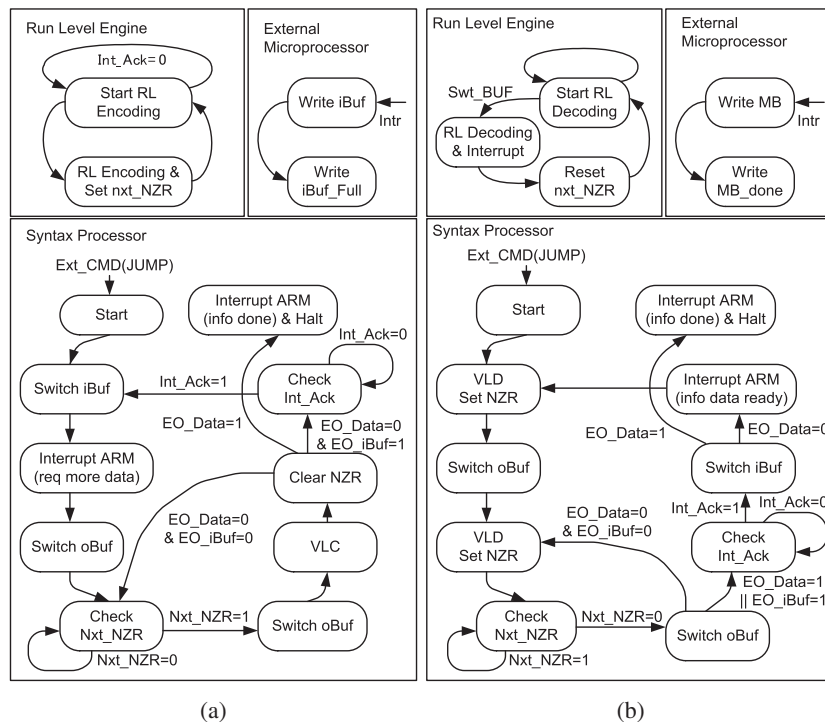 Run Level Engine
Int_Ack=0
Start RL
Encoding
RL Encoding &
Set nxt_NZR
External
Microprocessor
Write iBuf
Intr
Write
iBuf_Full
Syntax Processor
Ext_CMD(JUMP)
Start
Interrupt ARM
(info done) & Halt
Int_Ack=0
Switch iBuf
Int_Ack=1
Check
Int_Ack
EO_Data=1
EO_Data=0
& EO_iBuf=1
Interrupt ARM
(req more data)
Clear NZR
EO_Data=0
& EO_iBuf=0
Switch oBuf
VLC
Check
Nxt_NZR
Nxt_NZR=1
Switch oBuf
Nxt_NZR=0
(a)
Run Level Engine
Swt_BUF
Start RL
Decoding
RL Decoding
& Interrupt
Reset
nxt_NZR
External
Microprocessor
Write MB
Intr
Write
MB_done
Syntax Processor
Ext_CMD(JUMP)
Start
Interrupt ARM
(info done) & Halt
VLD
Set NZR
Interrupt ARM
(info data ready)
EO_Data=1
EO_Data=0
Switch oBuf
Switch iBuf
Int_Ack=1
Int_Ack=0
EO_Data=0
& EO_iBuf=0
VLD
Set NZR
Check
Int_Ack
EO_Data=1
|| EO_iBuf=1
Check
Nxt_NZR
Nxt_NZR=0
Switch oBuf
Nxt_NZR=1
(b)